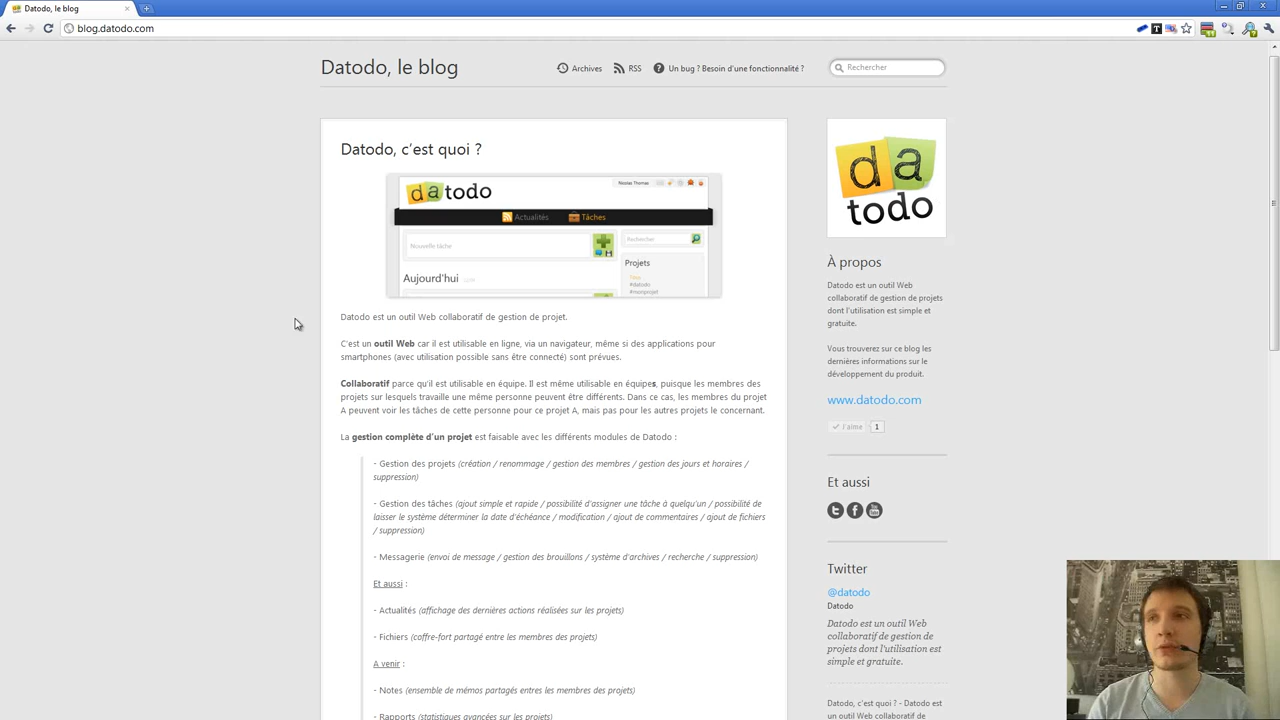 Datodo, le blog
blog.datodo.com
Datodo, le blog
Archives
RSS
Un bug ? Besoin d'une fonctionnalité ?
Rechercher
Datodo, c'est quoi ?
datodo
Nicolas Thomas
Actualités
Tâches
Nouvelle tâche
Rechercher
Aujourd'hui
Projets
#datodo
#monprojet
Datodo est un outil Web collaboratif de gestion de projet.
C'est un outil Web car il est utilisable en ligne, via un navigateur, même si des applications pour
smartphones (avec utilisation possible sans être connecté) sont prévues.
Collaboratif parce qu'il est utilisable en équipe. Il est même utilisable en équipes, puisque les membres des
projets sur lesquels travaille une même personne peuvent être différents. Dans ce cas, les membres du projet
A peuvent voir les tâches de cette personne pour ce projet A, mais pas pour les autres projets le concernant.
La gestion complète d'un projet est faisable avec les différents modules de Datodo :
- Gestion des projets (création / renommage / gestion des membres / gestion des jours et horaires /
suppression)
- Gestion des tâches (ajout simple et rapide / possibilité d'assigner une tâche à quelqu'un / possibilité de
laisser le système déterminer la date d'échéance / modification / ajout de commentaires / ajout de fichiers
/ suppression)
- Messagerie (envoi de message / gestion des brouillons / système d'archives / recherche / suppression)
Et aussi :
- Actualités (affichage des dernières actions réalisées sur les projets)
- Fichiers (coffre-fort partagé entre les membres des projets)
A venir :
- Notes (ensemble de mémos partagés entres les membres des projets)
- Rapports (statistiques avancées sur les projets)
da
todo
À propos
Datodo est un outil Web
collaboratif de gestion de projets
dont l'utilisation est simple et
gratuite.
Vous trouverez sur ce blog les
dernières informations sur le
développement du produit.
www.datodo.com
J'aime
1
Et aussi
Twitter
@datodo
Datodo
Datodo est un outil Web
collaboratif de gestion de
projets dont l'utilisation est
simple et gratuite.
Datodo, c'est quoi ? - Datodo est
un outil Web collaboratif de